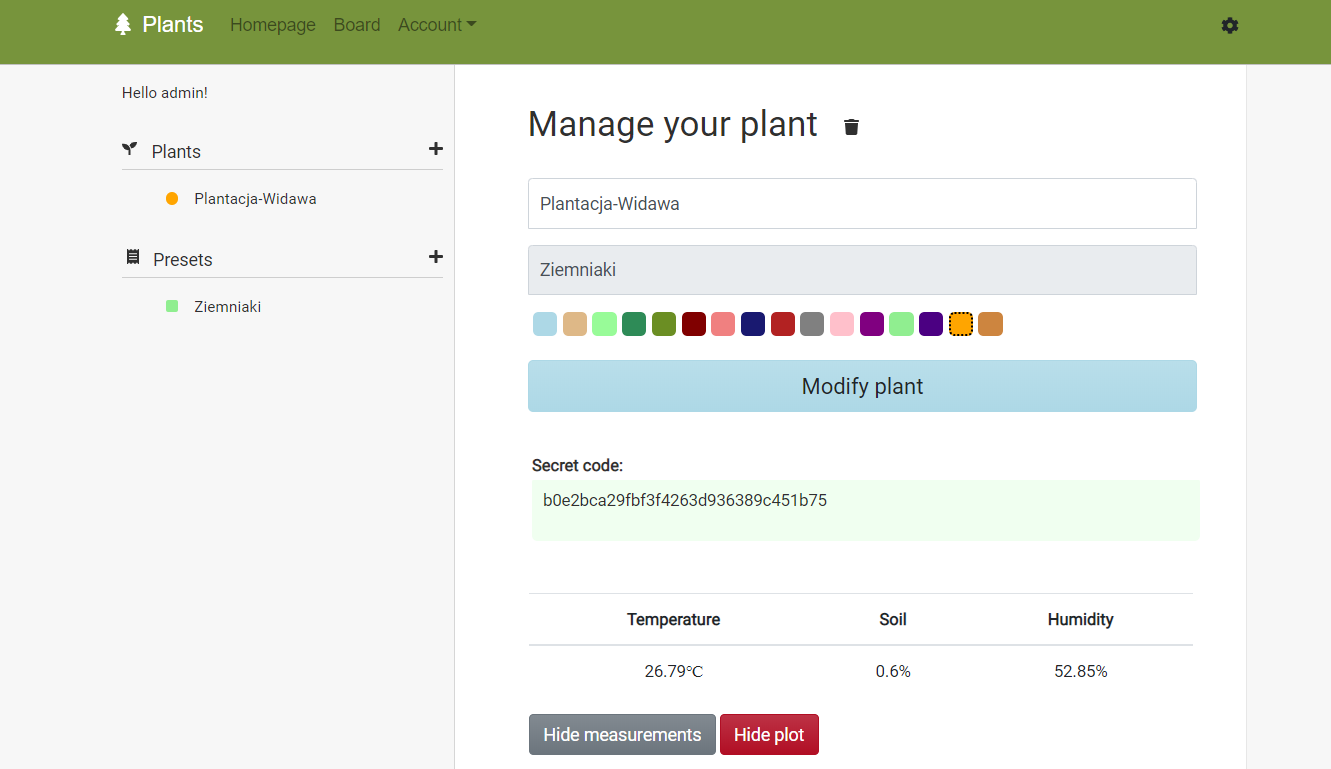 Plants Homepage Board Account
Hello admin!
Plants
Plantacja-Widawa
Presets
Ziemniaki
Manage your plant
Plantacja-Widawa
Ziemniaki
Modify plant
Secret code:
b0e2bca29fbf3f4263d936389c451b75
Temperature Soil Humidity
26.79°C 0.6% 52.85%
Hide measurements Hide plot